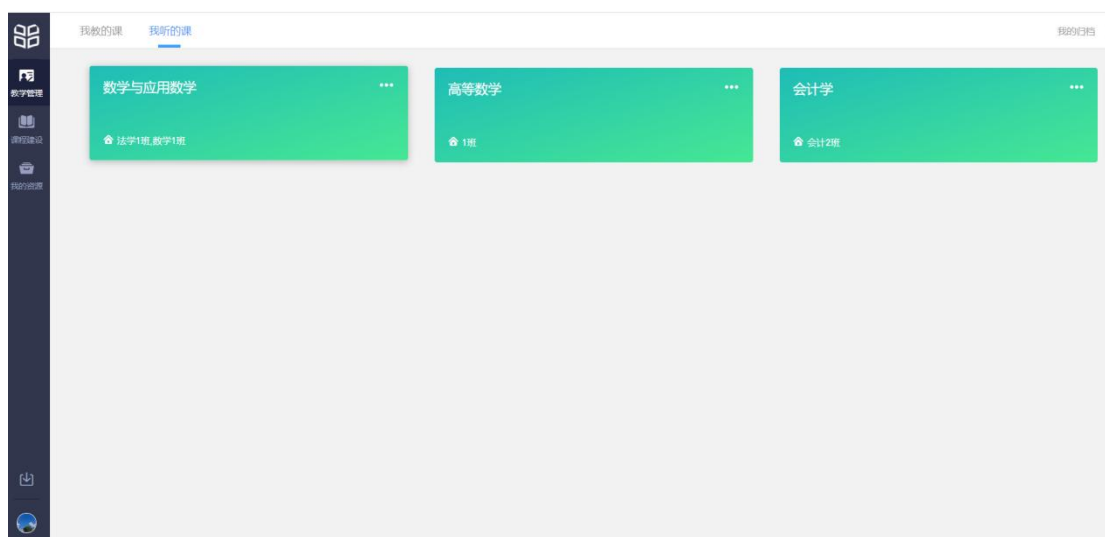 我教的课 我听的课 我的归档
教学管理
课程建设
我的资源
数学与应用数学
法学1班,数学1班
高等数学
1班
会计学
会计2班